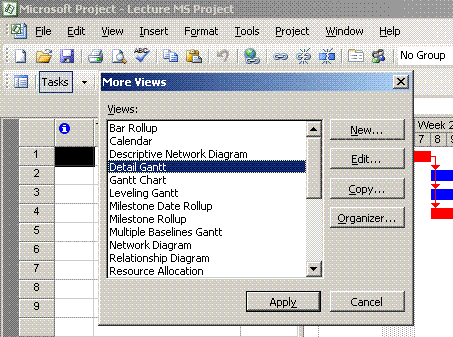 Microsoft Project - Lecture MS Project
File Edit View Insert Format Tools Project Window Help
No Group
Tasks
More Views
Views:
Bar Rollup
Calendar
Descriptive Network Diagram
Detail Gantt
Gantt Chart
Leveling Gantt
Milestone Date Rollup
Milestone Rollup
Multiple Baselines Gantt
Network Diagram
Relationship Diagram
Resource Allocation
New...
Edit...
Copy...
Organizer...
Apply Cancel
Week 2
7 8 9
1
2
3
4
5
6
7
8
9